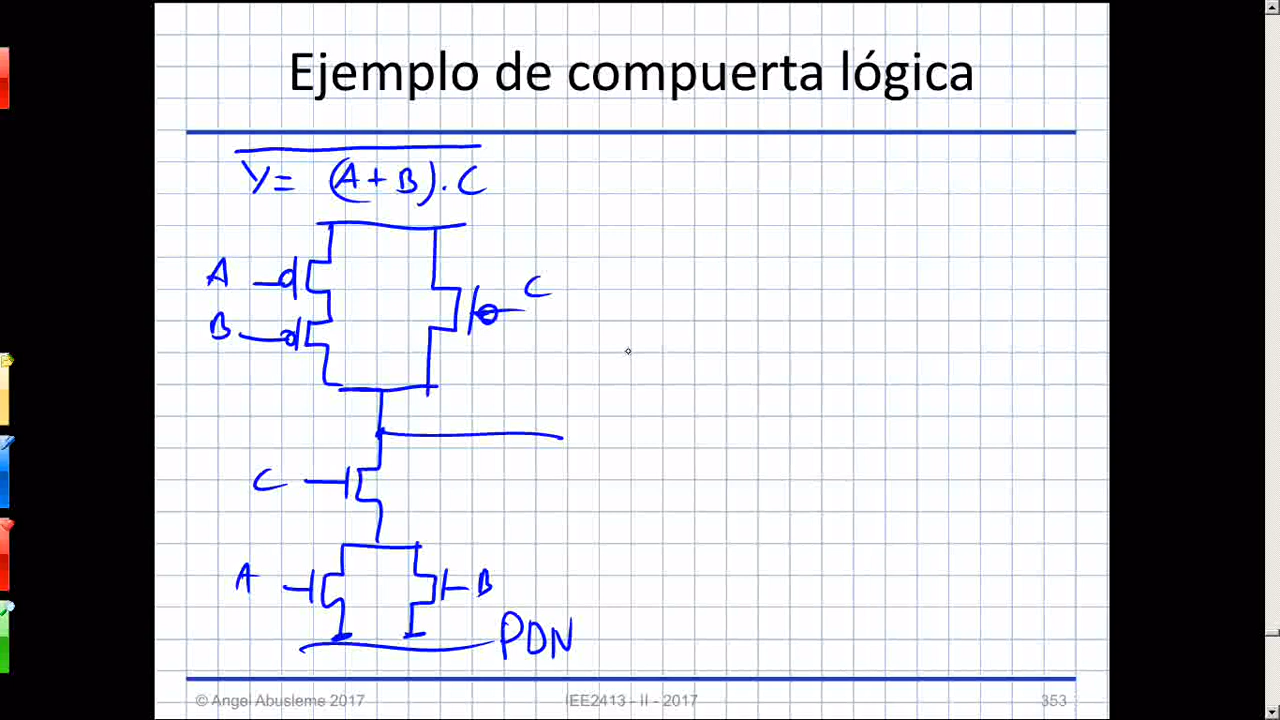 Ejemplo de compuerta lógica
Y = (A + B) . C
A
C
B
C
A
B
PDN
© Angel Abusleme 2017 IEE2413 - II - 2017 353